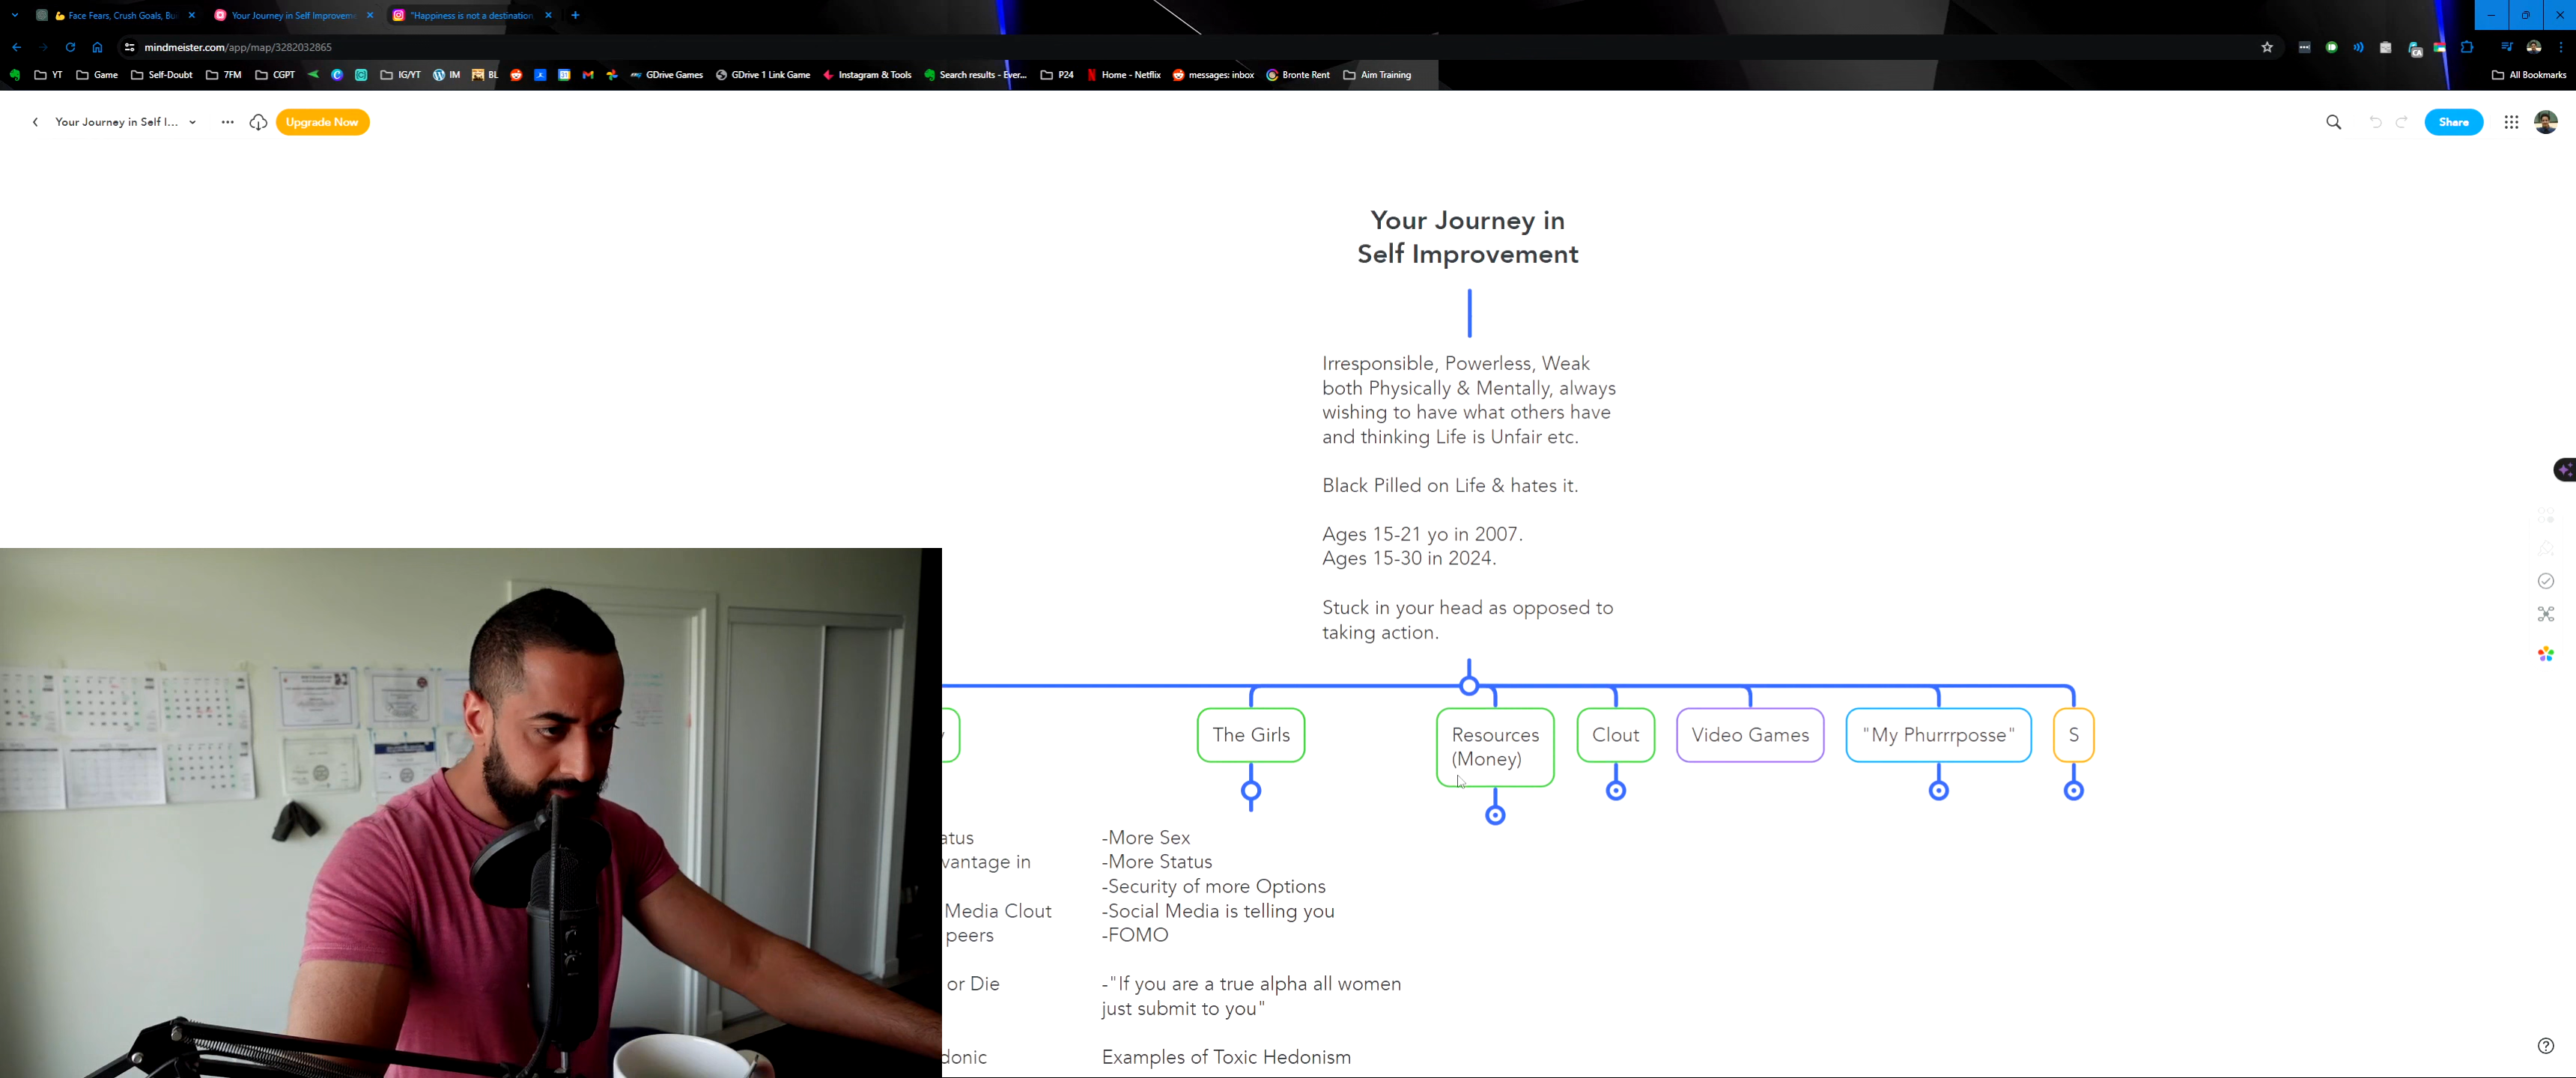 💪 Face Fears, Crush Goals, Bu
Your Journey in Self Improveme
"Happiness is not a destination
mindmeister.com/app/map/3282032865
YT
Game
Self-Doubt
7FM
CGPT
IG/YT
IM
BL
GDrive Games
GDrive 1 Link Game
Instagram & Tools
Search results - Ever...
P24
Home - Netflix
messages: inbox
Bronte Rent
Aim Training
All Bookmarks
Your Journey in Self I...
Upgrade Now
Share
Your Journey in
Self Improvement
Irresponsible, Powerless, Weak
both Physically & Mentally, always
wishing to have what others have
and thinking Life is Unfair etc.
Black Pilled on Life & hates it.
Ages 15-21 yo in 2007.
Ages 15-30 in 2024.
Stuck in your head as opposed to
taking action.
The Girls
Resources
(Money)
Clout
Video Games
"My Phurrrposse"
S
atus
vantage in
Media Clout
peers
or Die
donic
-More Sex
-More Status
-Security of more Options
-Social Media is telling you
-FOMO
-"If you are a true alpha all women
just submit to you"
Examples of Toxic Hedonism